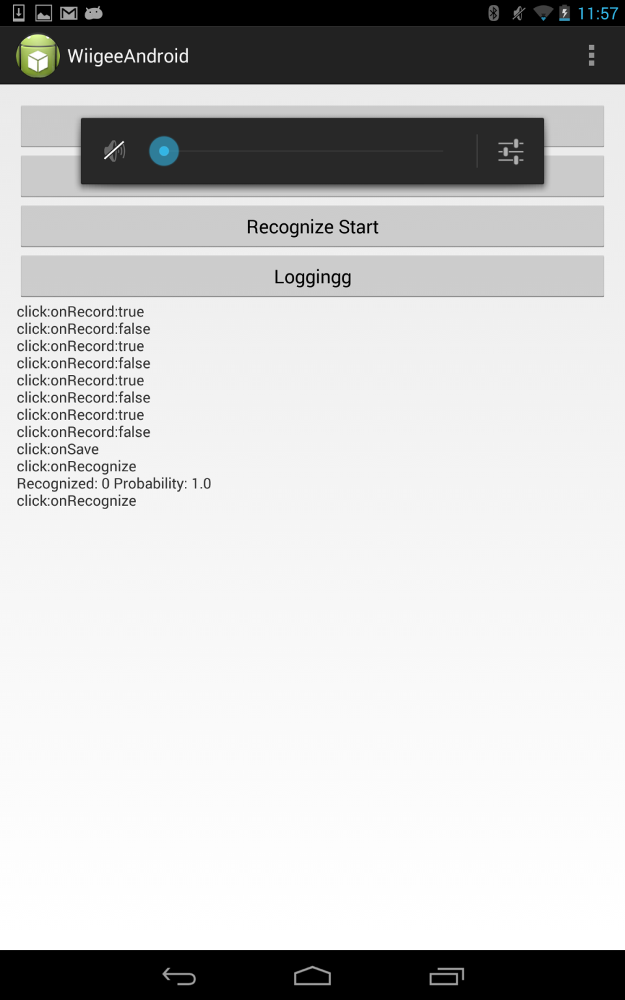 11:57
WiigeeAndroid
Recognize Start
Loggingg
click:onRecord:true
click:onRecord:false
click:onRecord:true
click:onRecord:false
click:onRecord:true
click:onRecord:false
click:onRecord:true
click:onRecord:false
click:onSave
click:onRecognize
Recognized: 0 Probability: 1.0
click:onRecognize